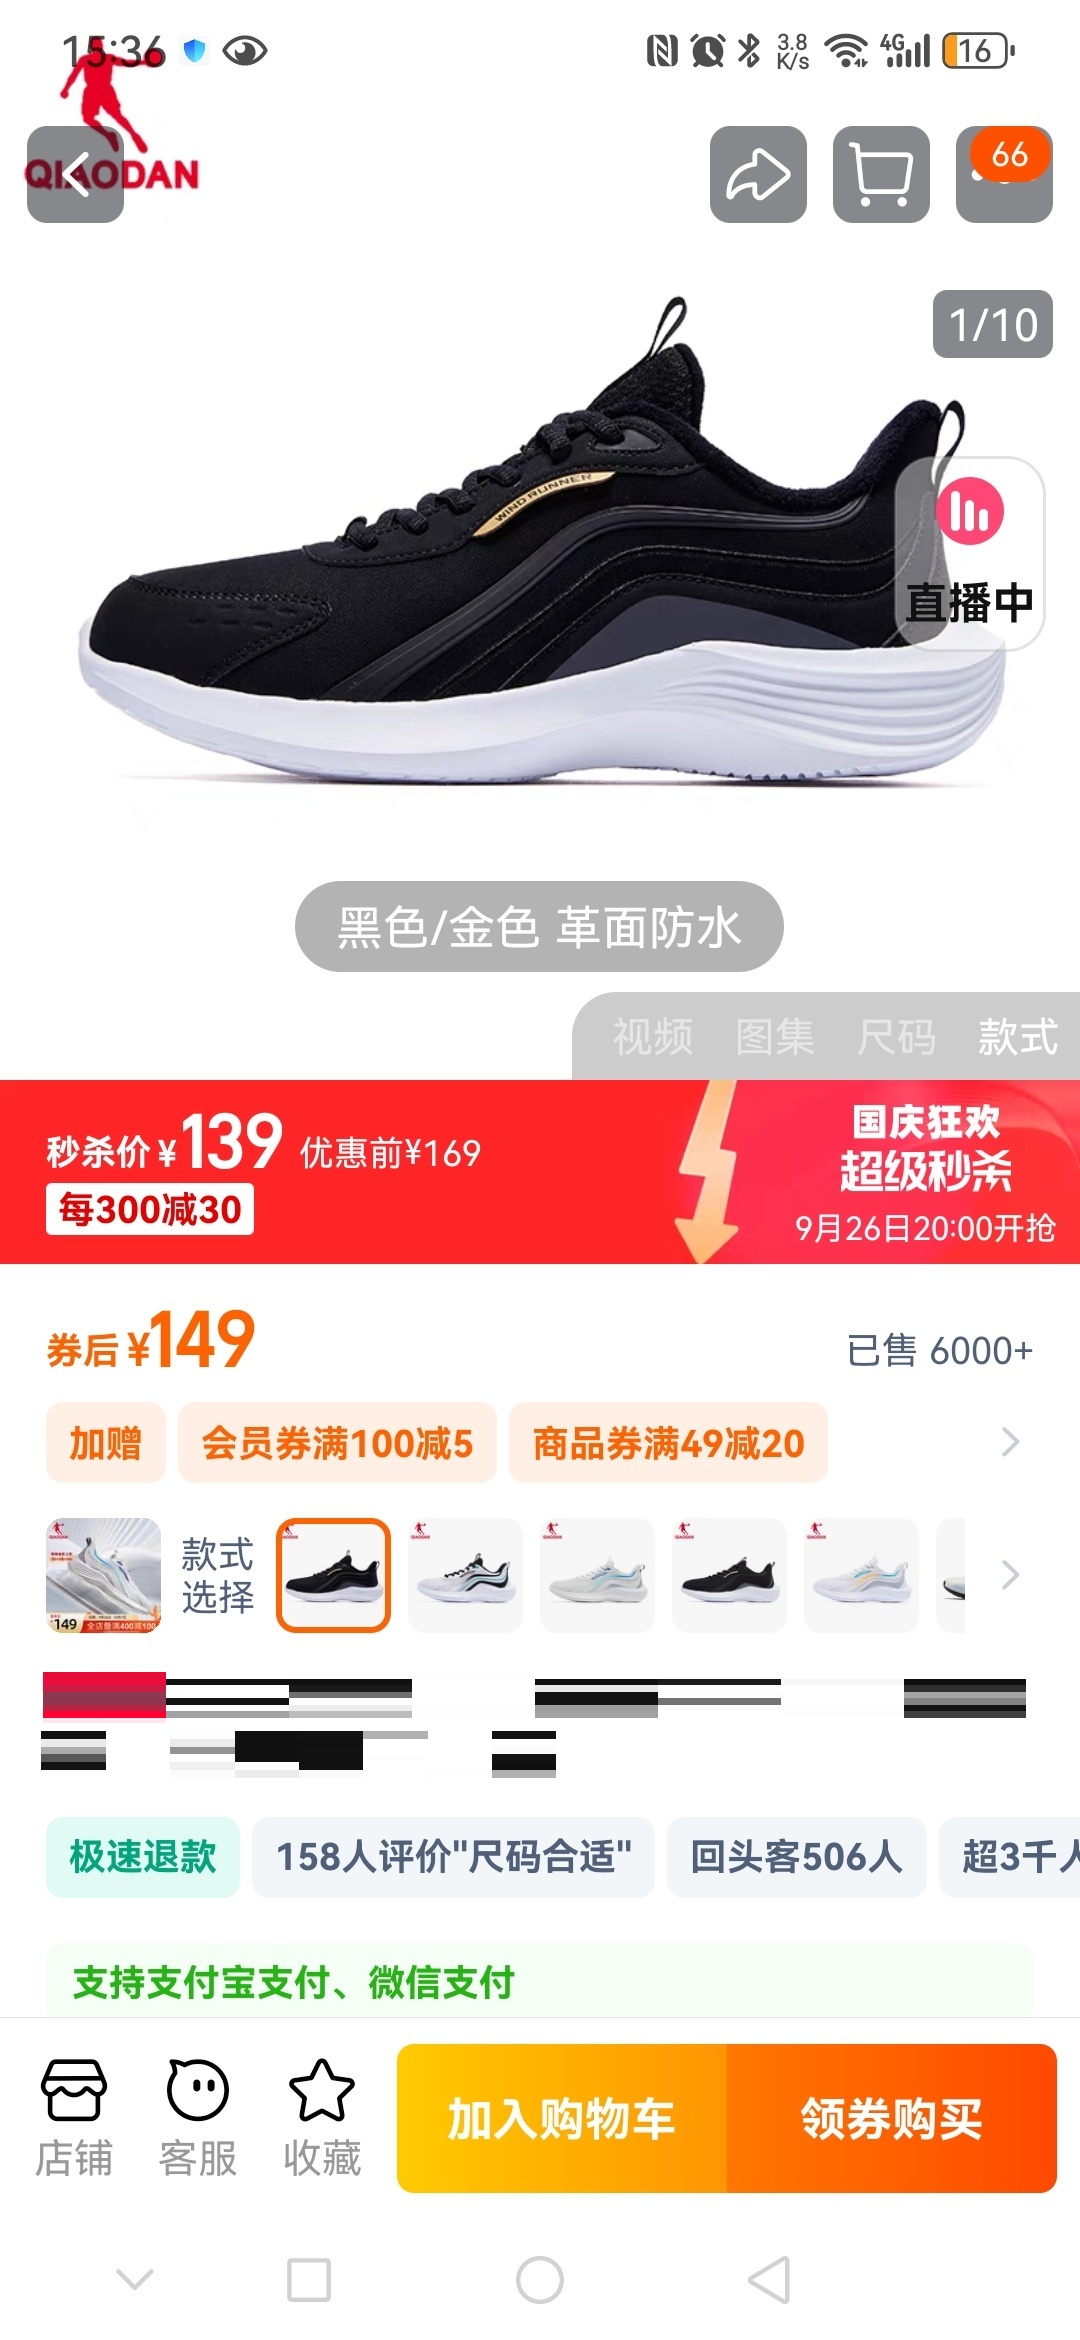 15:36
3.8
K/s
4G
16
QIAODAN
66
1/10
WIND RUNNER
直播中
黑色/金色 革面防水
视频 图集 尺码 款式
秒杀价¥139 优惠前¥169
每300减30
国庆狂欢
超级秒杀
9月26日20:00开抢
券后¥149
已售 6000+
加赠 会员券满100减5 商品券满49减20
款式
选择
149
极速退款 158人评价"尺码合适" 回头客506人 超3千人
支持支付宝支付、微信支付
店铺 客服 收藏 加入购物车 领券购买